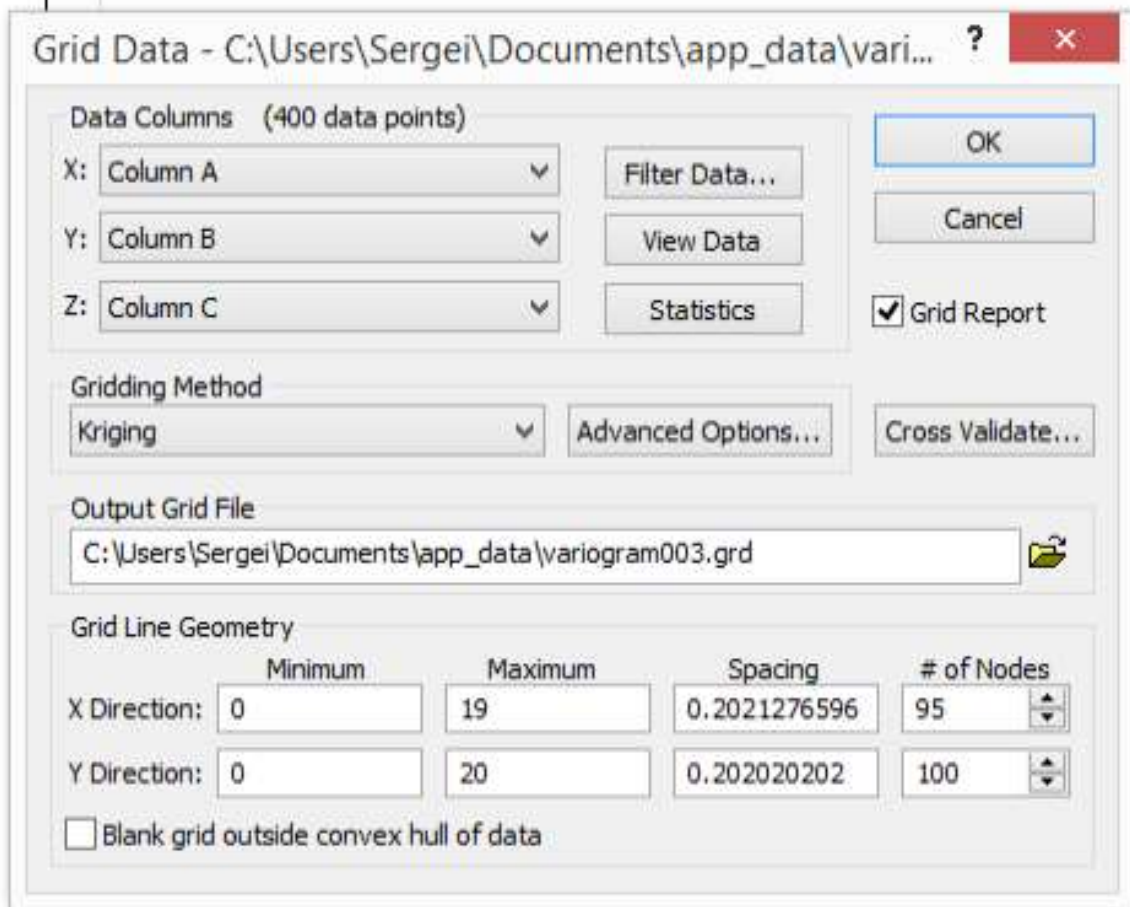 Grid Data - C:\Users\Sergei\Documents\app_data\vari... ?
Data Columns (400 data points)
X: Column A
Filter Data...
OK
Y: Column B
View Data
Cancel
Z: Column C
Statistics
Grid Report
Gridding Method
Kriging
Advanced Options...
Cross Validate...
Output Grid File
C:\Users\Sergei\Documents\app_data\variogram003.grd
Grid Line Geometry
Minimum Maximum Spacing # of Nodes
X Direction: 0 19 0.2021276596 95
Y Direction: 0 20 0.202020202 100
Blank grid outside convex hull of data